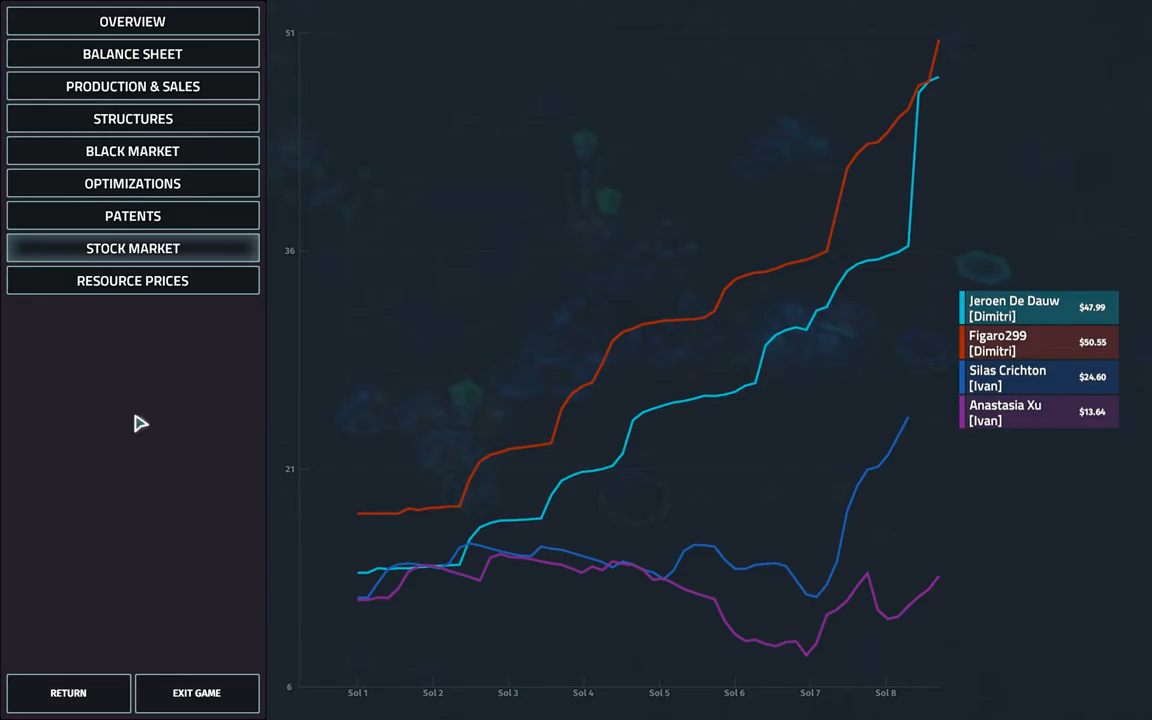 OVERVIEW
BALANCE SHEET
PRODUCTION & SALES
STRUCTURES
BLACK MARKET
OPTIMIZATIONS
PATENTS
STOCK MARKET
RESOURCE PRICES
RETURN
EXIT GAME
51
36
21
6
Sol 1
Sol 2
Sol 3
Sol 4
Sol 5
Sol 6
Sol 7
Sol 8
Jeroen De Dauw
[Dimitri]
$47.99
Figaro299
[Dimitri]
$50.55
Silas Crichton
[Ivan]
$24.60
Anastasia Xu
[Ivan]
$13.64